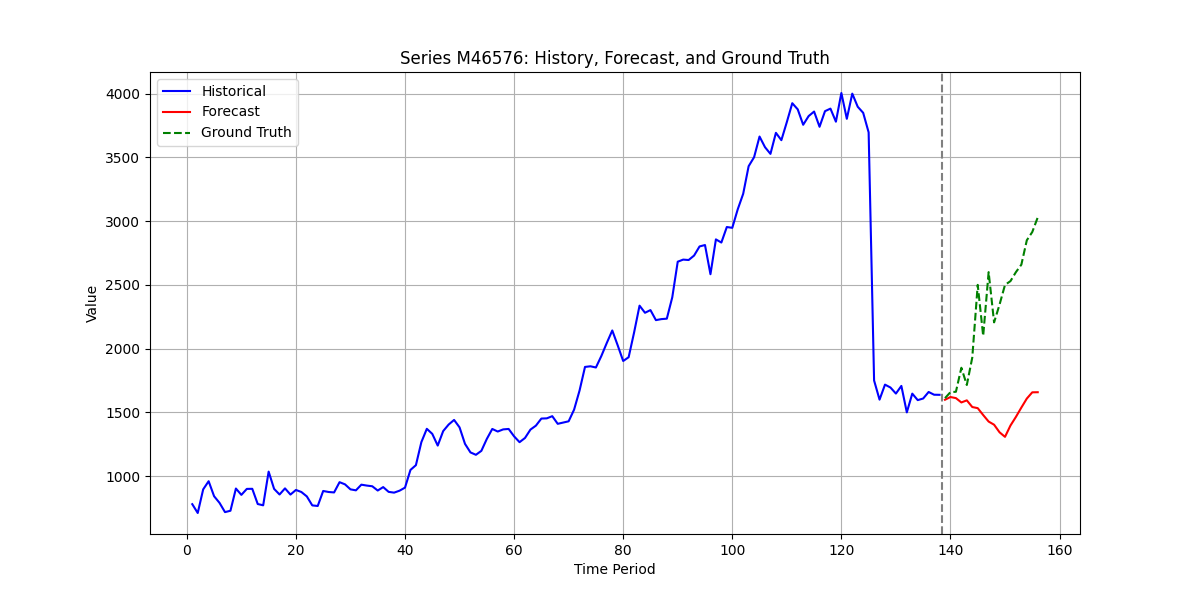 Series M46576: History, Forecast, and Ground Truth
Historical
Forecast
Ground Truth
4000
3500
3000
2500
2000
1500
1000
Value
0 20 40 60 80 100 120 140 160
Time Period